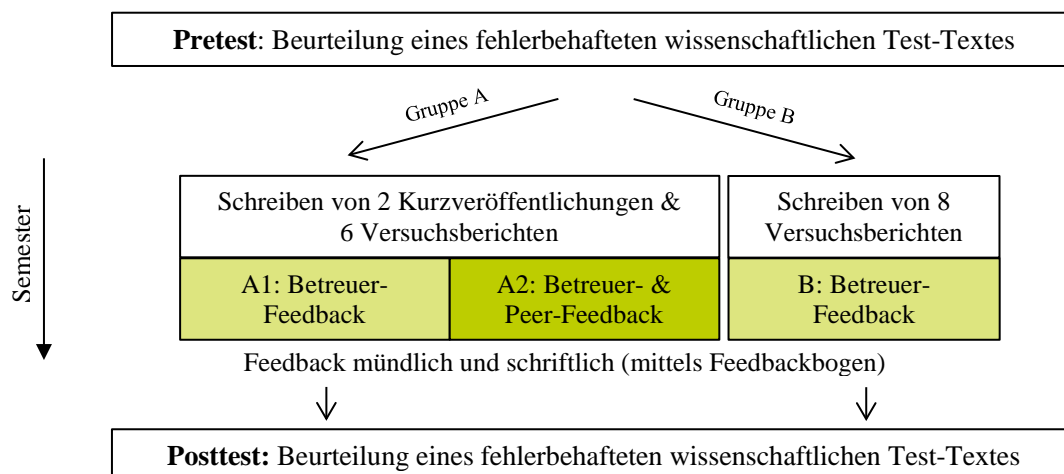 Pretest: Beurteilung eines fehlerbehafteten wissenschaftlichen Test-Textes
Gruppe A
Gruppe B
Semester
Schreiben von 2 Kurzveröffentlichungen &
6 Versuchsberichten
Schreiben von 8
Versuchsberichten
A1: Betreuer-
Feedback
A2: Betreuer- &
Peer-Feedback
B: Betreuer-
Feedback
Feedback mündlich und schriftlich (mittels Feedbackbogen)
Posttest: Beurteilung eines fehlerbehafteten wissenschaftlichen Test-Textes